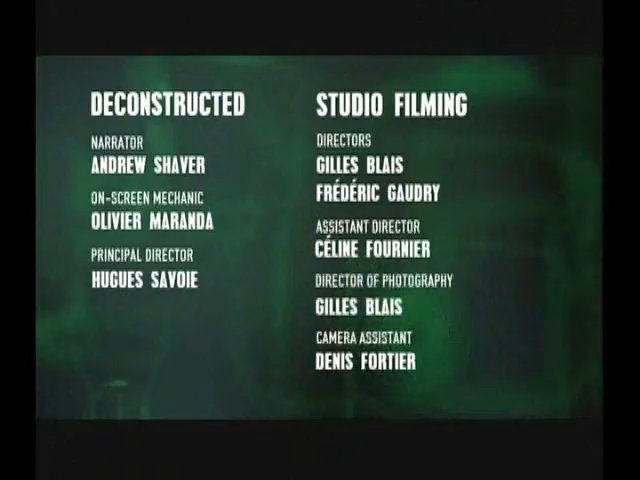 DECONSTRUCTED
NARRATOR
ANDREW SHAVER
ON-SCREEN MECHANIC
OLIVIER MARANDA
PRINCIPAL DIRECTOR
HUGUES SAVOIE
STUDIO FILMING
DIRECTORS
GILLES BLAIS
FRÉDÉRIC GAUDRY
ASSISTANT DIRECTOR
CÉLINE FOURNIER
DIRECTOR OF PHOTOGRAPHY
GILLES BLAIS
CAMERA ASSISTANT
DENIS FORTIER